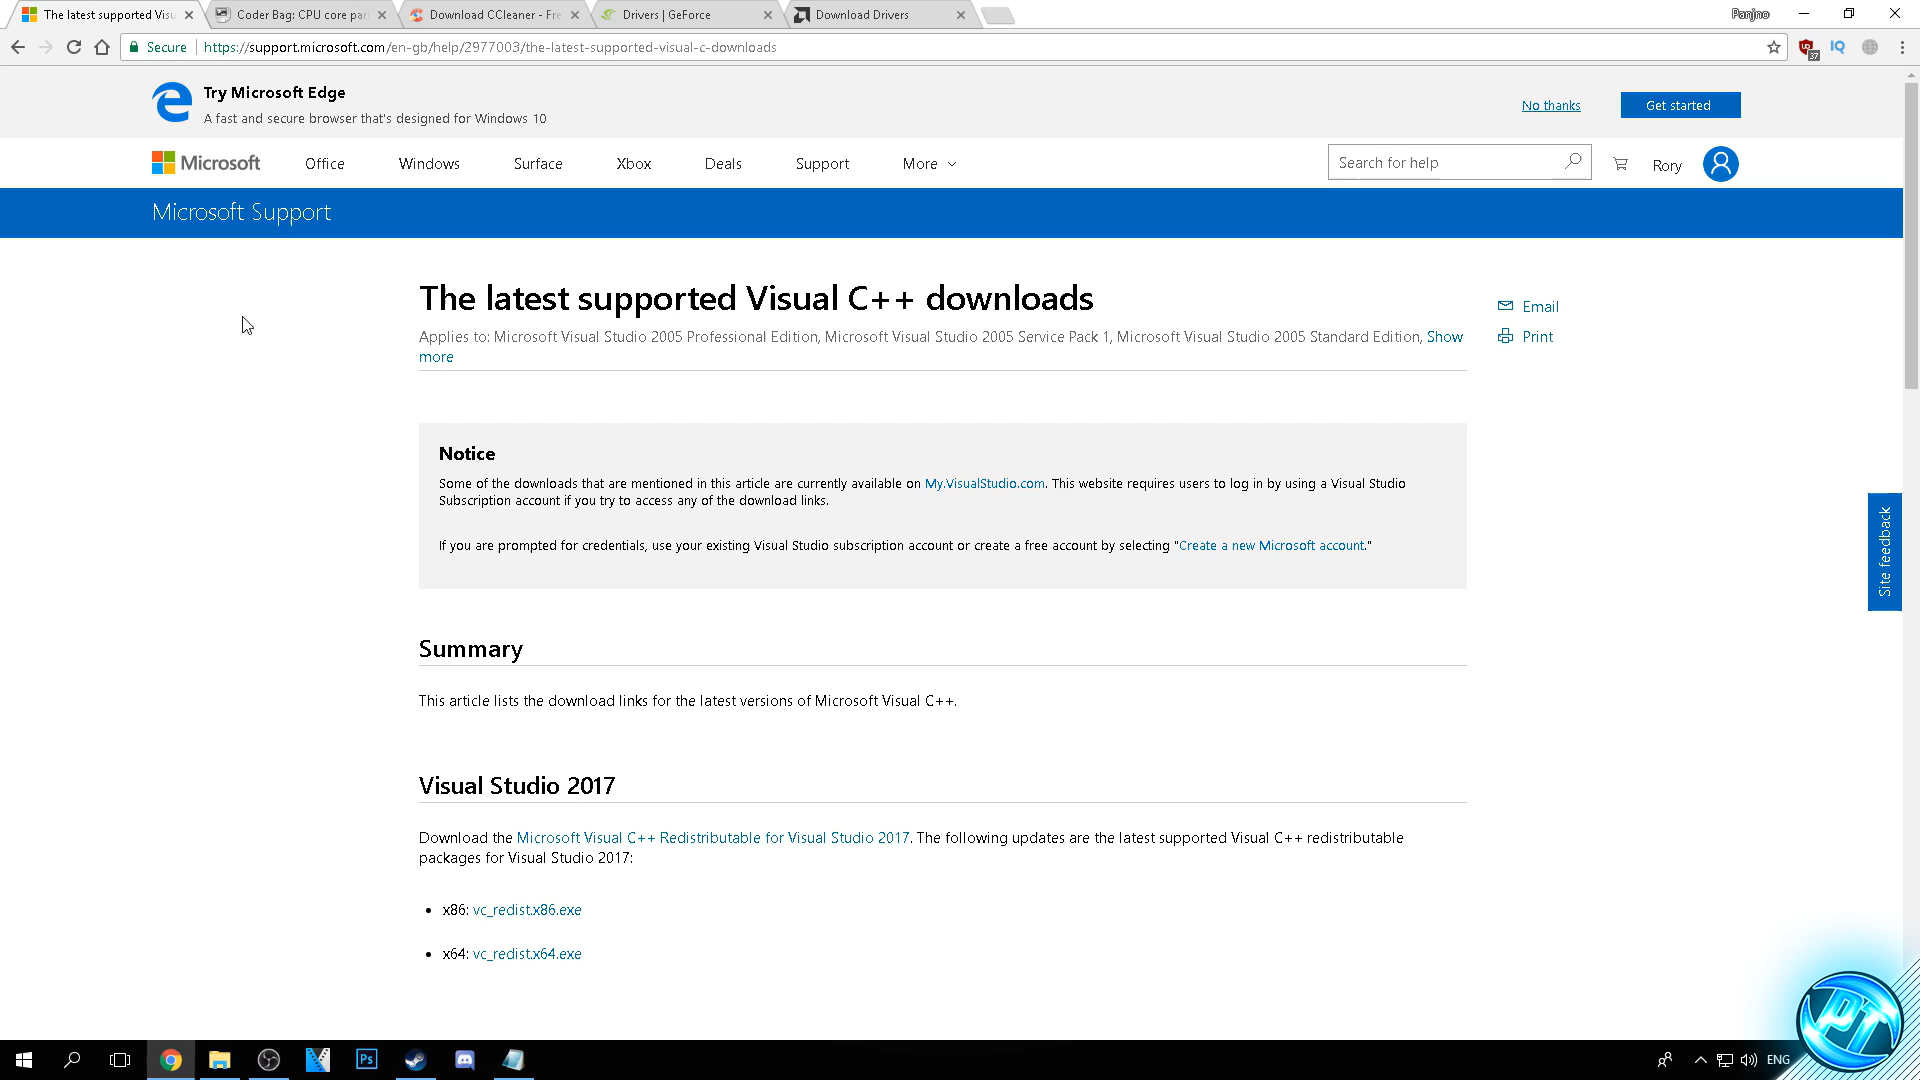 The latest supported Visu
Coder Bag: CPU core par
Download CCleaner - Fre
Drivers | GeForce
Download Drivers
Panjno
Secure
https://support.microsoft.com/en-gb/help/2977003/the-latest-supported-visual-c-downloads
37
IQ
Try Microsoft Edge
A fast and secure browser that's designed for Windows 10
No thanks
Get started
Microsoft
Office
Windows
Surface
Xbox
Deals
Support
More
Search for help
Rory
Microsoft Support
The latest supported Visual C++ downloads
Applies to: Microsoft Visual Studio 2005 Professional Edition, Microsoft Visual Studio 2005 Service Pack 1, Microsoft Visual Studio 2005 Standard Edition, Show
more
Email
Print
Notice
Some of the downloads that are mentioned in this article are currently available on My.VisualStudio.com. This website requires users to log in by using a Visual Studio
Subscription account if you try to access any of the download links.
If you are prompted for credentials, use your existing Visual Studio subscription account or create a free account by selecting "Create a new Microsoft account."
Site feedback
Summary
This article lists the download links for the latest versions of Microsoft Visual C++.
Visual Studio 2017
Download the Microsoft Visual C++ Redistributable for Visual Studio 2017. The following updates are the latest supported Visual C++ redistributable
packages for Visual Studio 2017:
• x86: vc_redist.x86.exe
• x64: vc_redist.x64.exe
Ps
ENG
PT